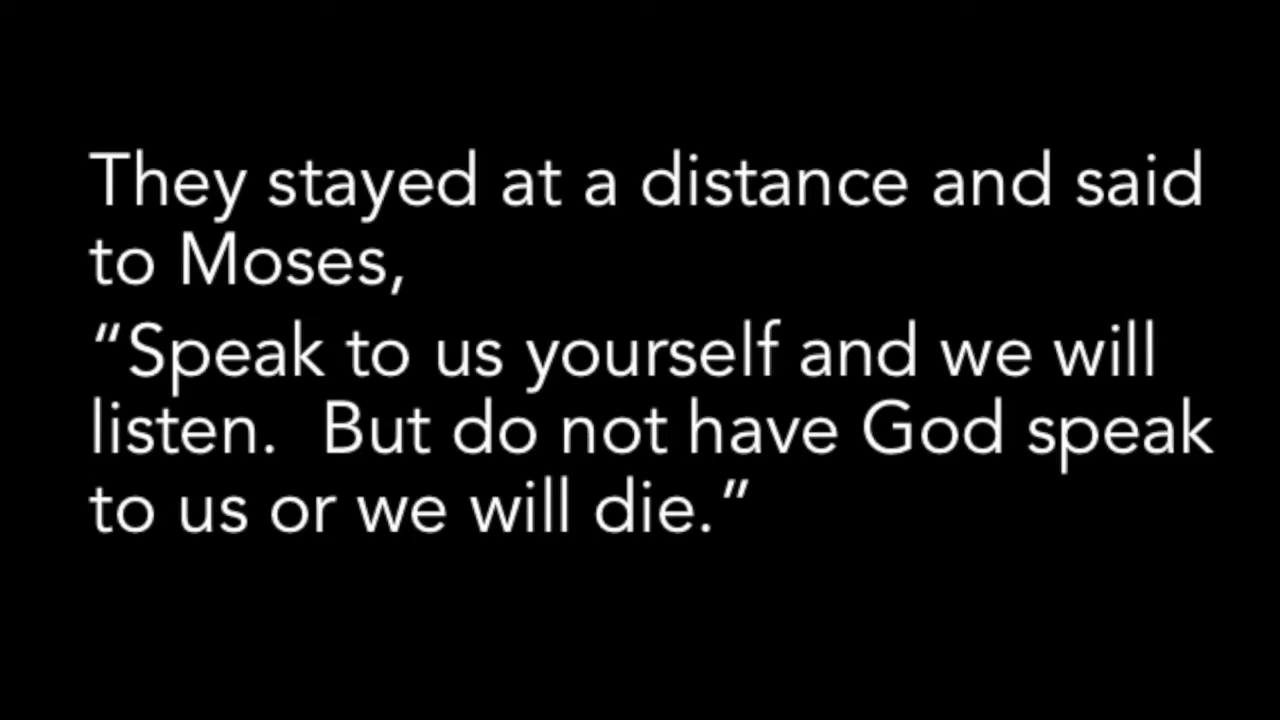 They stayed at a distance and said
to Moses,
“Speak to us yourself and we will
listen.  But do not have God speak
to us or we will die.”